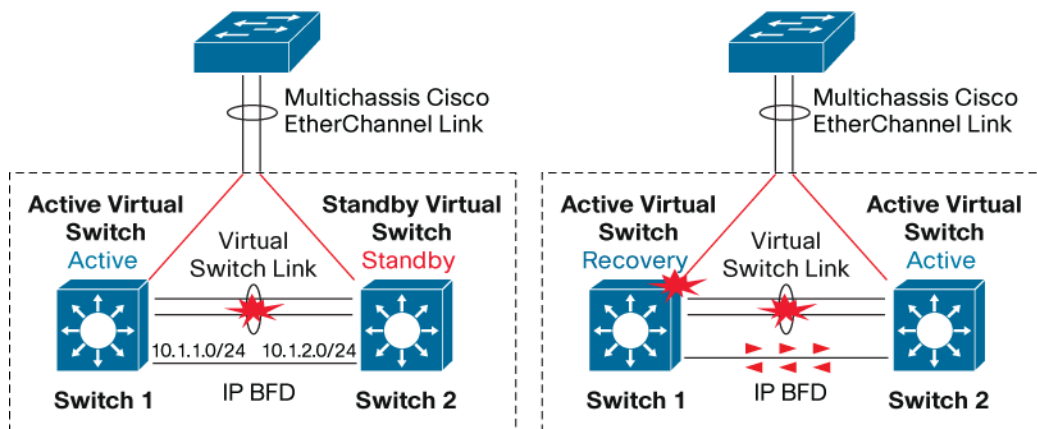 Multichassis Cisco
EtherChannel Link
Active Virtual
Switch
Active
Virtual
Switch Link
Standby Virtual
Switch
Standby
10.1.1.0/24
10.1.2.0/24
Switch 1
IP BFD
Switch 2
Multichassis Cisco
EtherChannel Link
Active Virtual
Switch
Recovery
Virtual
Switch Link
Active Virtual
Switch
Active
Switch 1
IP BFD
Switch 2